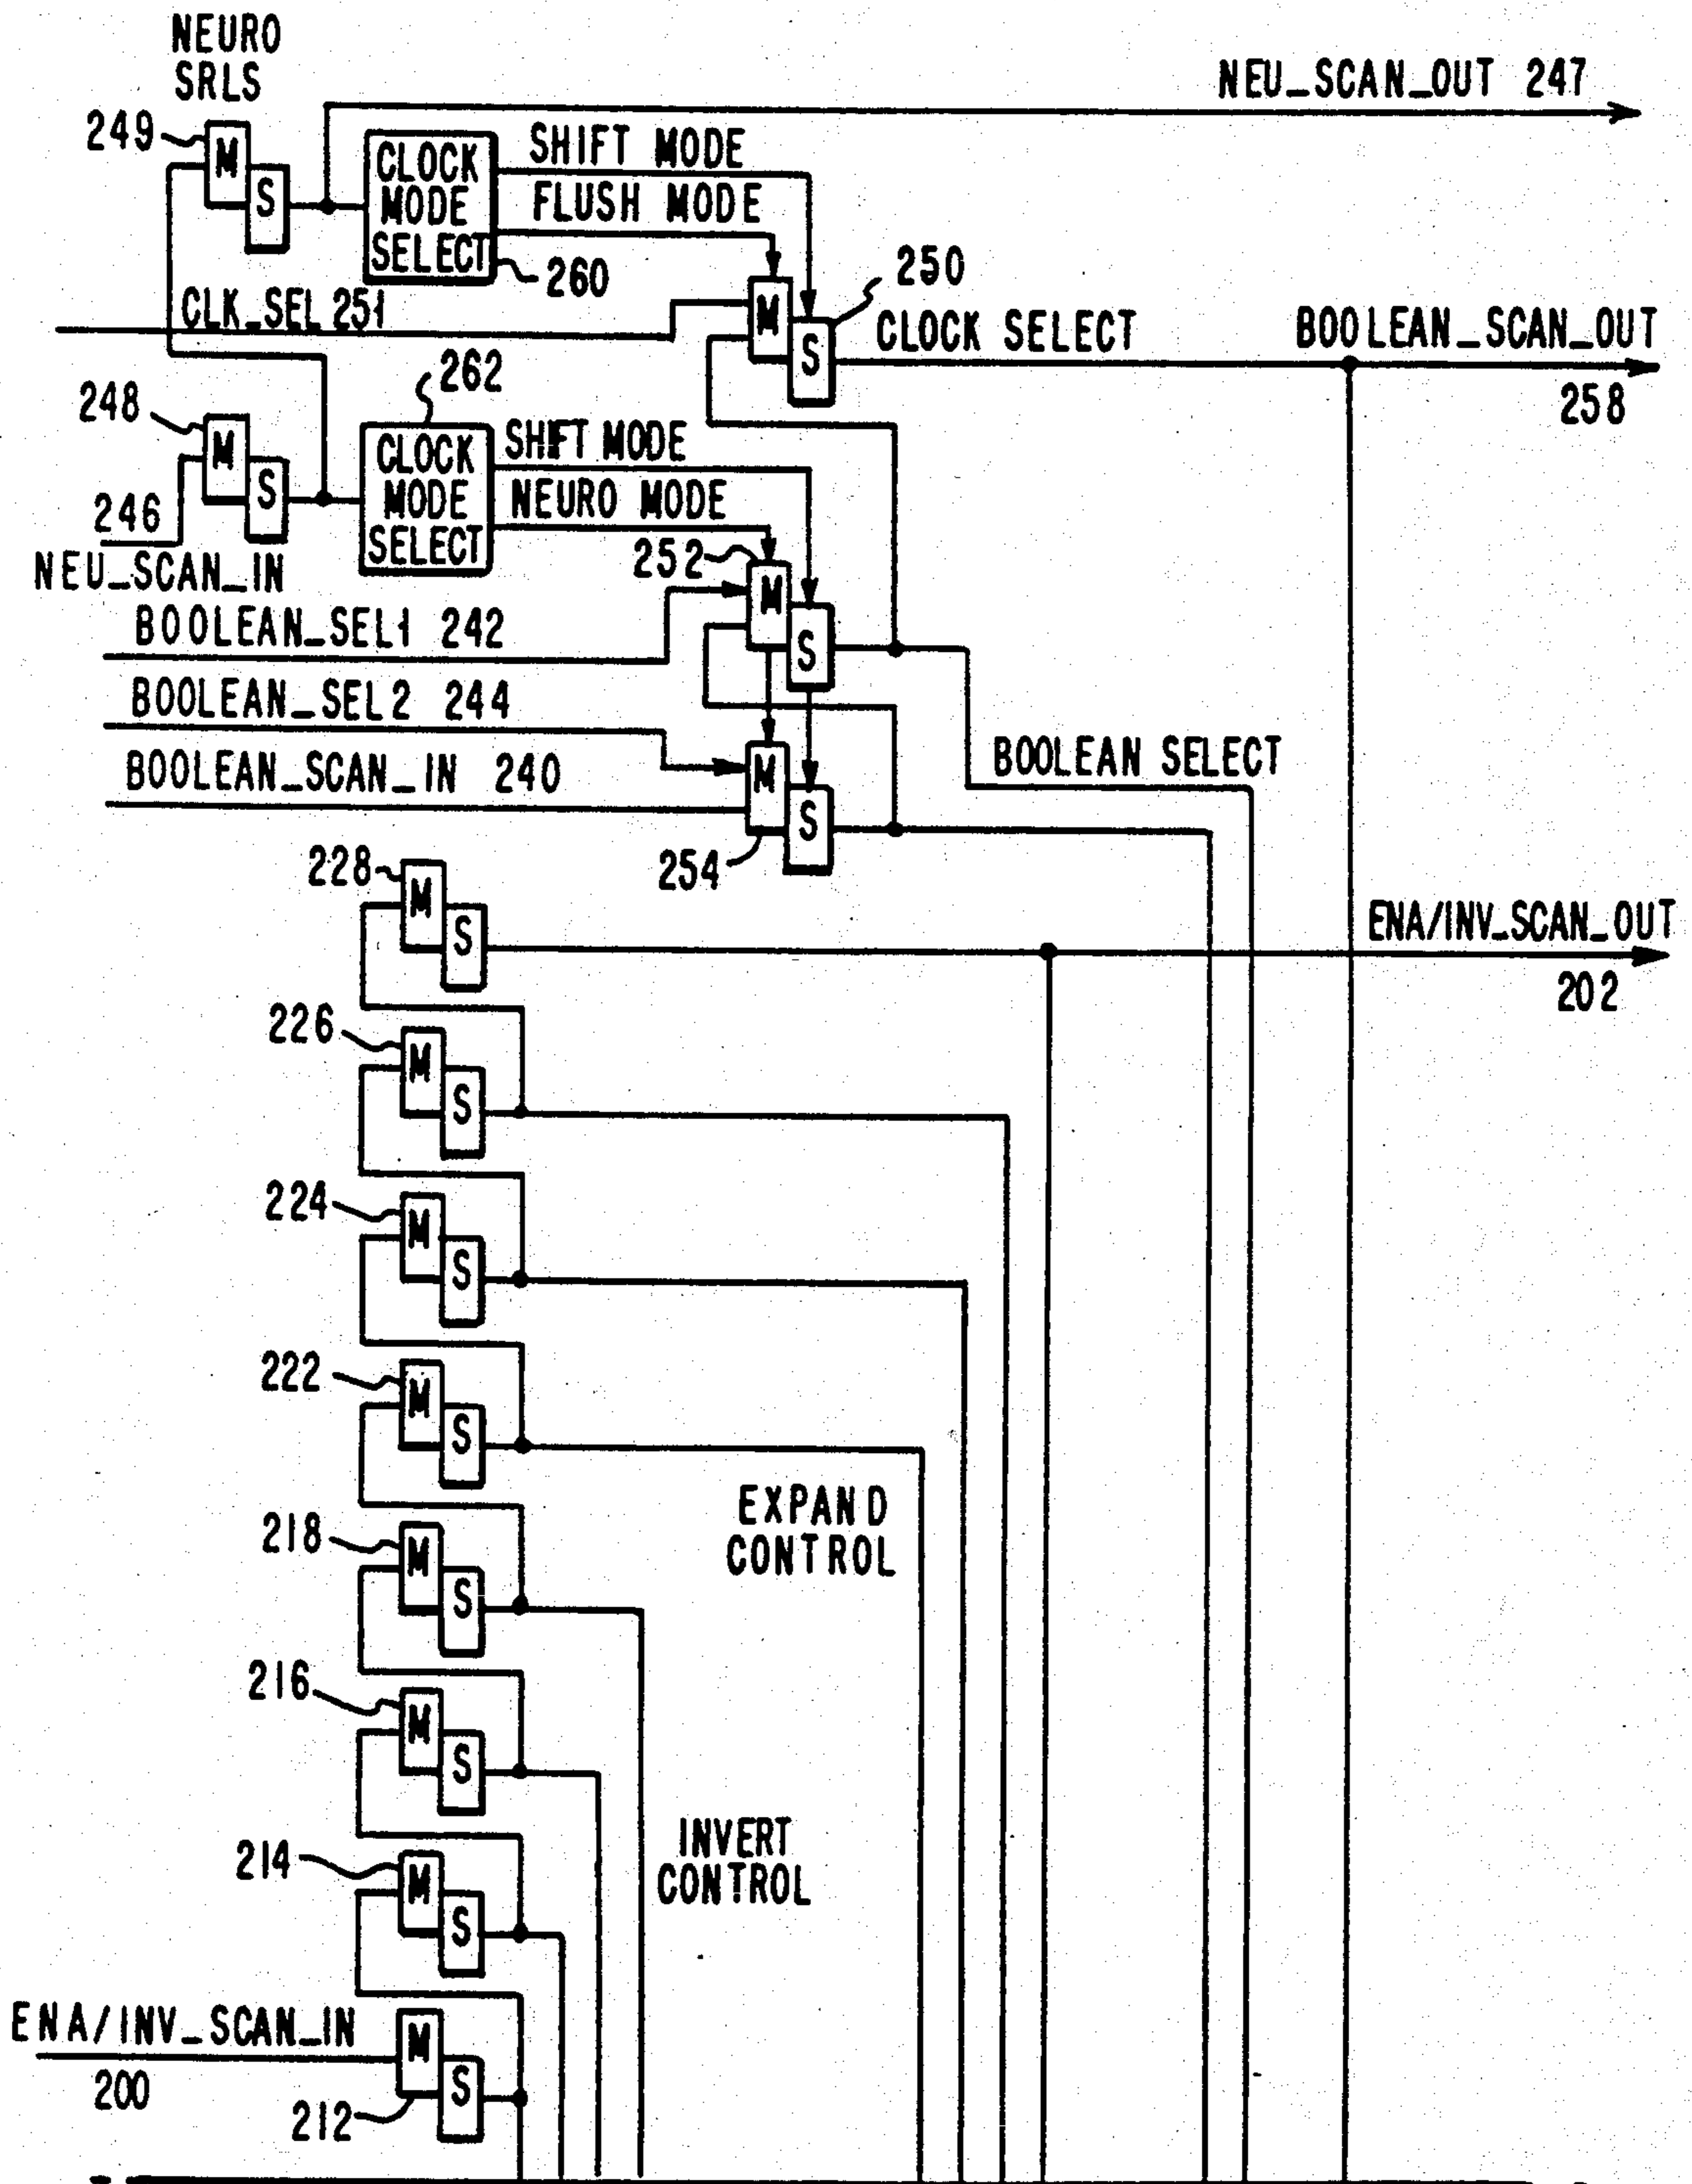 NEURO
SRLS
NEU_SCAN_OUT 247
249
M
S
CLOCK
MODE
SELECT
SHIFT MODE
FLUSH MODE
260
250
CLK_SEL 251
M
S
CLOCK SELECT
BOOLEAN_SCAN_OUT
258
262
248
M
S
CLOCK
MODE
SELECT
SHIFT MODE
NEURO MODE
246
NEU_SCAN_IN
252
M
S
BOOLEAN_SEL1 242
BOOLEAN_SEL2 244
BOOLEAN_SCAN_IN 240
BOOLEAN SELECT
M
S
254
228
M
S
ENA/INV_SCAN_OUT
202
226
M
S
224
M
S
222
M
S
EXPAND
CONTROL
218
M
S
216
M
S
INVERT
CONTROL
214
M
S
ENA/INV_SCAN_IN
200
M
S
212